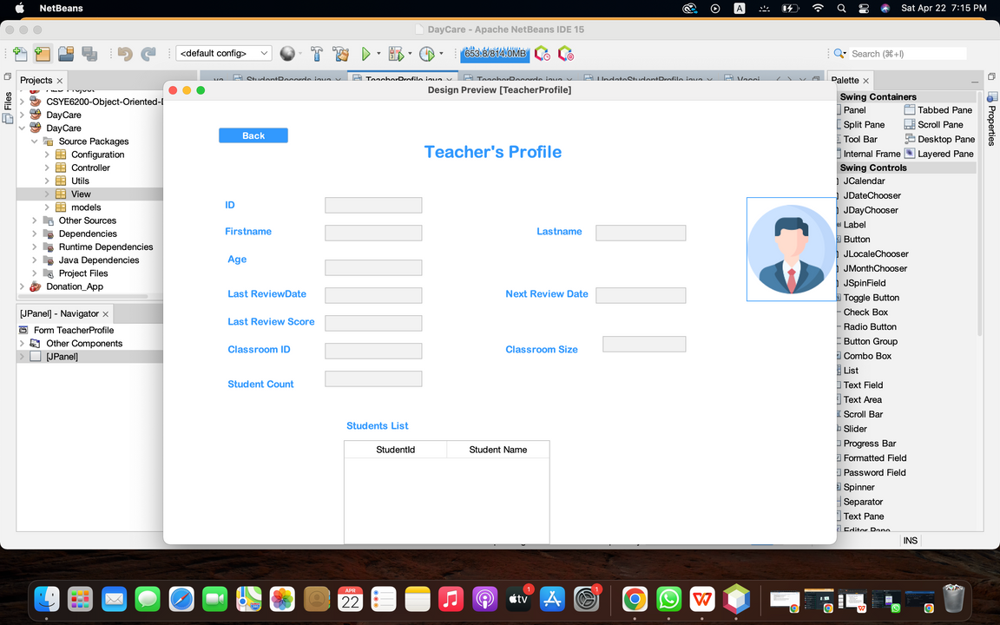 NetBeans
A
Sat Apr 22 7:15 PM
DayCare - Apache NetBeans IDE 15
<default config>
653.8/814.0MB
Search (⌘+I)
Projects
StudentRecords.java
TeacherProfile.java
TeacherRecords.java
UpdateStudentProfile.java
Vacci
Palette
Files
Properties
CSYE6200-Object-Oriented-D
DayCare
DayCare
Source Packages
Configuration
Controller
Utils
View
models
Other Sources
Dependencies
Runtime Dependencies
Java Dependencies
Project Files
Donation_App
[JPanel] - Navigator
Form TeacherProfile
Other Components
[JPanel]
Design Preview [TeacherProfile]
Back
Teacher's Profile
ID
Firstname
Lastname
Age
Last ReviewDate
Next Review Date
Last Review Score
Classroom ID
Classroom Size
Student Count
Students List
StudentId Student Name
Swing Containers
Panel Tabbed Pane
Split Pane Scroll Pane
Tool Bar Desktop Pane
Internal Frame Layered Pane
Swing Controls
JCalendar
JDateChooser
JDayChooser
Label
Button
JLocaleChooser
JMonthChooser
JSpinField
Toggle Button
Check Box
Radio Button
Button Group
Combo Box
List
Text Field
Text Area
Scroll Bar
Slider
Progress Bar
Formatted Field
Password Field
Spinner
Separator
Text Pane
Editor Pane
INS
APR
22
tv
1
1